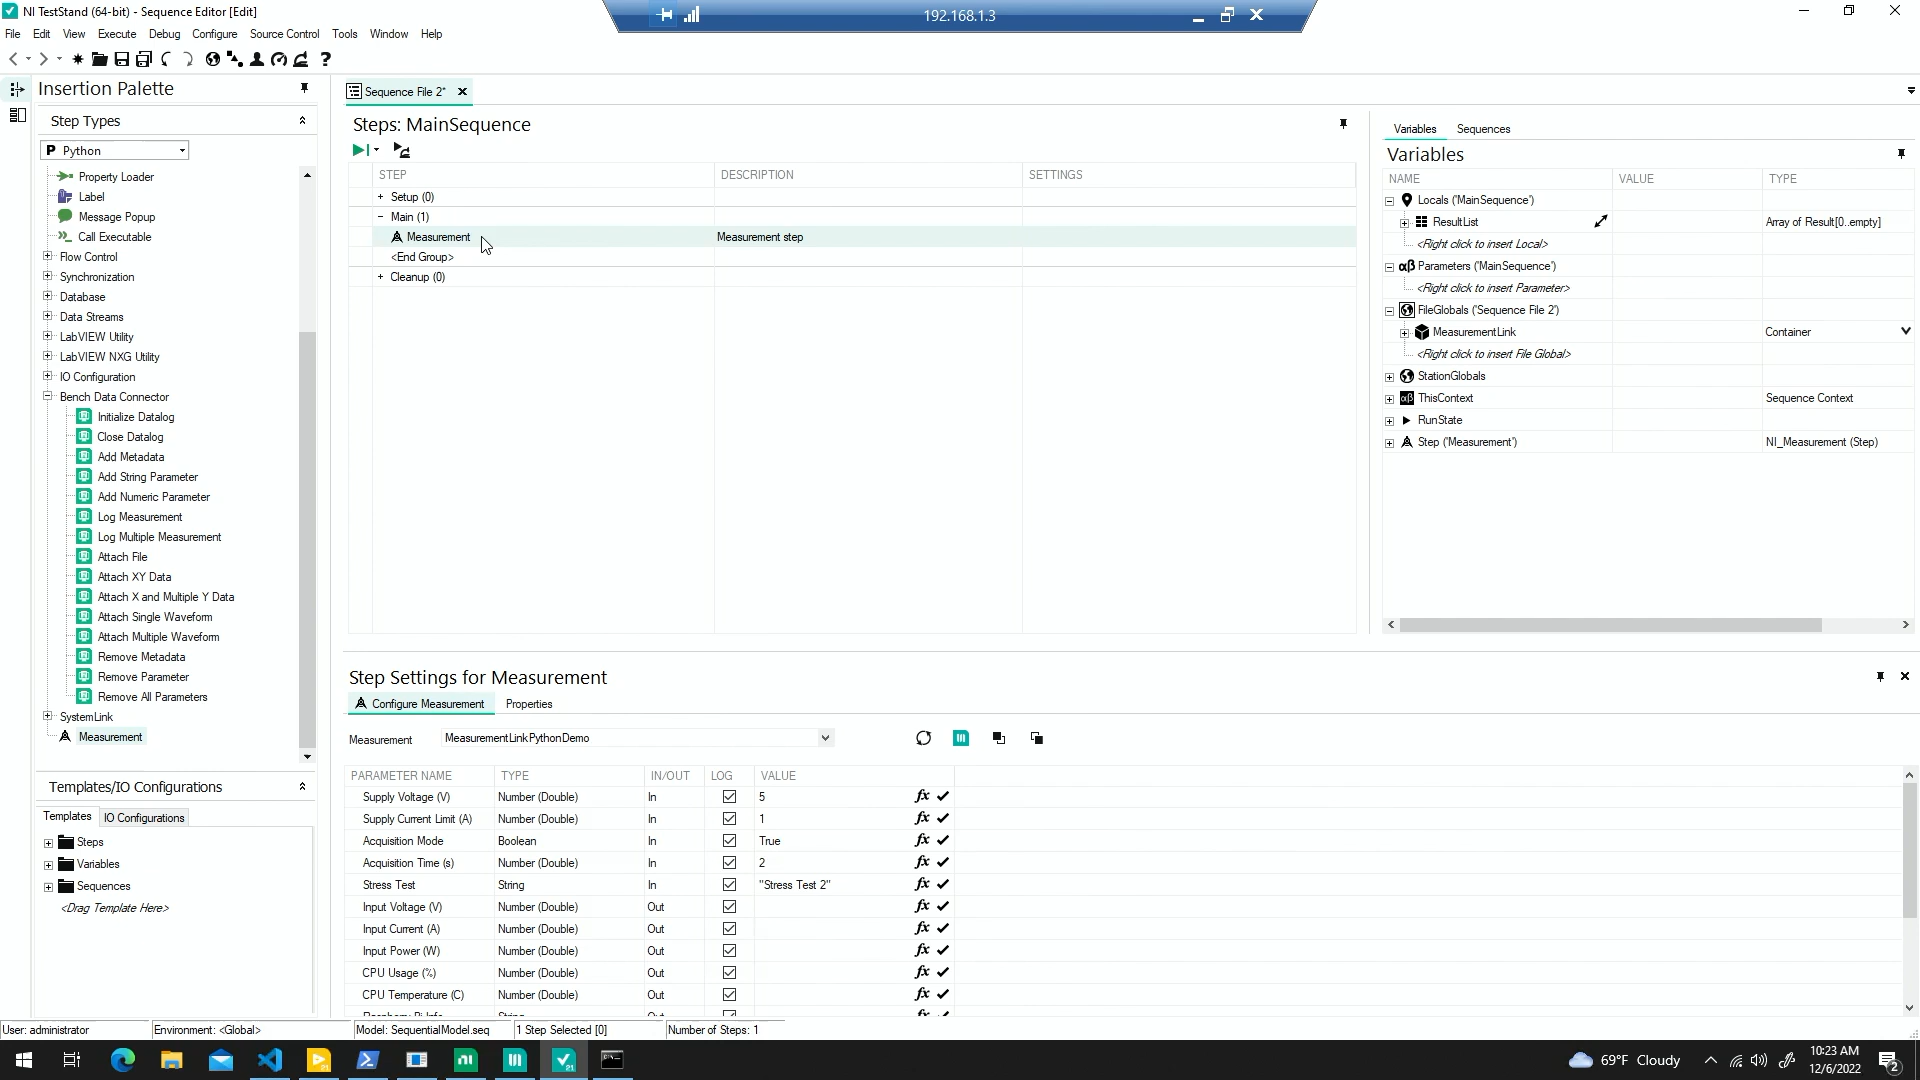 NI TestStand (64-bit) - Sequence Editor [Edit]
192.168.1.3
File Edit View Execute Debug Configure Source Control Tools Window Help
Insertion Palette
Step Types
P Python
Property Loader
Label
Message Popup
Call Executable
Flow Control
Synchronization
Database
Data Streams
LabVIEW Utility
LabVIEW NXG Utility
IO Configuration
Bench Data Connector
Initialize Datalog
Close Datalog
Add Metadata
Add String Parameter
Add Numeric Parameter
Log Measurement
Log Multiple Measurement
Attach File
Attach XY Data
Attach X and Multiple Y Data
Attach Single Waveform
Attach Multiple Waveform
Remove Metadata
Remove Parameter
Remove All Parameters
SystemLink
Measurement
Templates/IO Configurations
Templates IO Configurations
Steps
Variables
Sequences
<Drag Template Here>
Sequence File 2*
Steps: MainSequence
STEP DESCRIPTION SETTINGS
+ Setup (0)
- Main (1)
Measurement Measurement step
<End Group>
+ Cleanup (0)
Variables Sequences
Variables
NAME VALUE TYPE
Locals ('MainSequence')
ResultList Array of Result[0..empty]
<Right click to insert Local>
αβ Parameters ('MainSequence')
<Right click to insert Parameter>
FileGlobals ('Sequence File 2')
MeasurementLink Container
<Right click to insert File Global>
StationGlobals
αβ ThisContext Sequence Context
RunState
Step ('Measurement') NI_Measurement (Step)
Step Settings for Measurement
Configure Measurement Properties
Measurement MeasurementLinkPythonDemo
PARAMETER NAME TYPE IN/OUT LOG VALUE
Supply Voltage (V) Number (Double) In 5 fx
Supply Current Limit (A) Number (Double) In 1 fx
Acquisition Mode Boolean In True fx
Acquisition Time (s) Number (Double) In 2 fx
Stress Test String In "Stress Test 2" fx
Input Voltage (V) Number (Double) Out fx
Input Current (A) Number (Double) Out fx
Input Power (W) Number (Double) Out fx
CPU Usage (%) Number (Double) Out fx
CPU Temperature (C) Number (Double) Out fx
User: administrator Environment: <Global> Model: SequentialModel.seq 1 Step Selected [0] Number of Steps: 1
69°F Cloudy
10:23 AM
12/6/2022
2